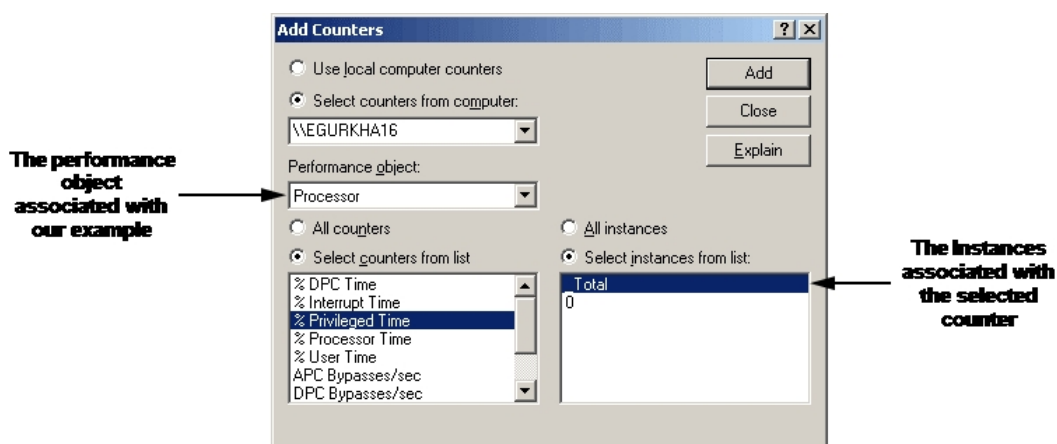 Add Counters
Use local computer counters
Select counters from computer:
\\EGURKHA16
Add
Close
Explain
The performance
object
associated with
our example
Performance object:
Processor
All counters
Select counters from list
% DPC Time
% Interrupt Time
% Privileged Time
% Processor Time
% User Time
APC Bypasses/sec
DPC Bypasses/sec
All instances
Select instances from list:
_Total
0
The Instances
associated with
the selected
counter